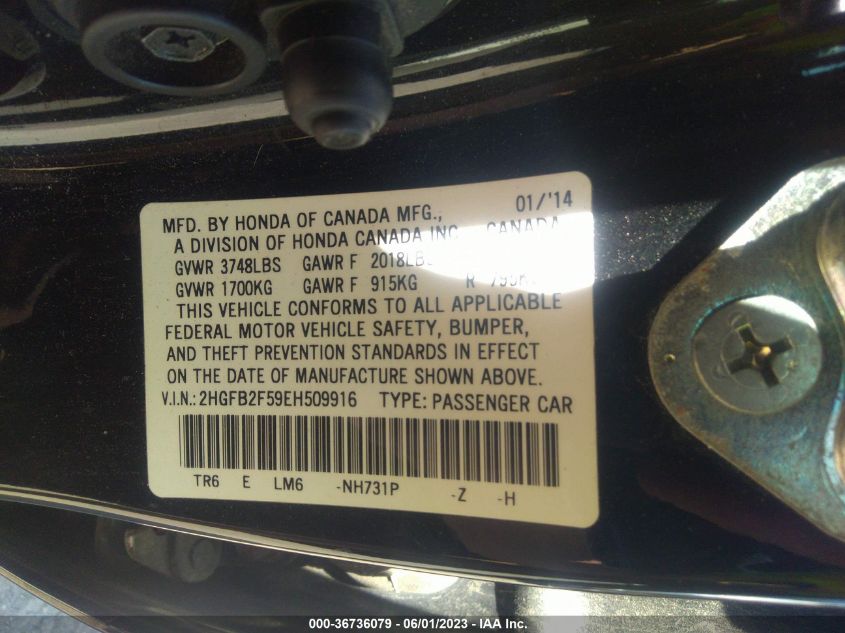 01/'14
MFD. BY HONDA OF CANADA MFG.,
A DIVISION OF HONDA CANADA INC., CANADA
GVWR 3748LBS GAWR F 2018LBS
GVWR 1700KG GAWR F 915KG R
THIS VEHICLE CONFORMS TO ALL APPLICABLE
FEDERAL MOTOR VEHICLE SAFETY, BUMPER,
AND THEFT PREVENTION STANDARDS IN EFFECT
ON THE DATE OF MANUFACTURE SHOWN ABOVE.
V.I.N.: 2HGFB2F59EH509916 TYPE: PASSENGER CAR
TR6 E LM6 -NH731P -Z -H
000-36736079 - 06/01/2023 - IAA Inc.